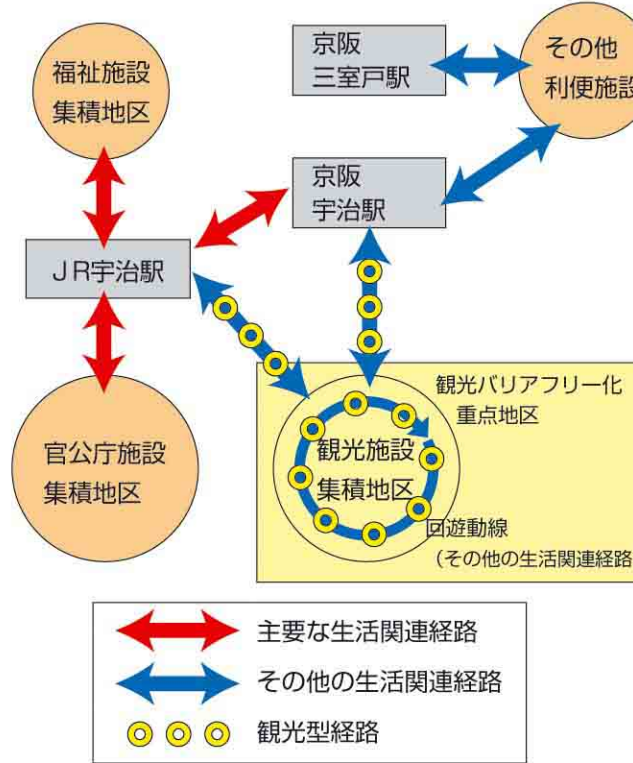 福祉施設
集積地区
京阪
三室戸駅
その他
利便施設
京阪
宇治駅
JR宇治駅
観光バリアフリー化
重点地区
官公庁施設
集積地区
観光施設
集積地区
回遊動線
(その他の生活関連経路
主要な生活関連経路
その他の生活関連経路
観光型経路